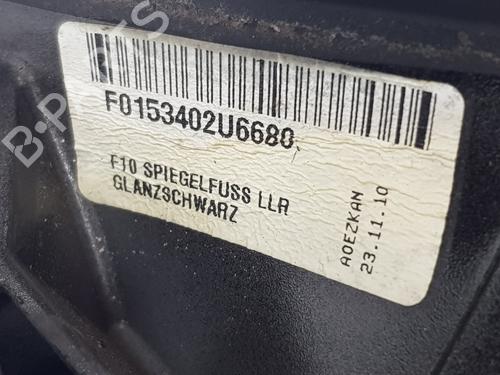 F0153402U6680
F10 SPIEGELFUSS LLR
GLANZSCHWARZ
AOEZKAN
23.11.10